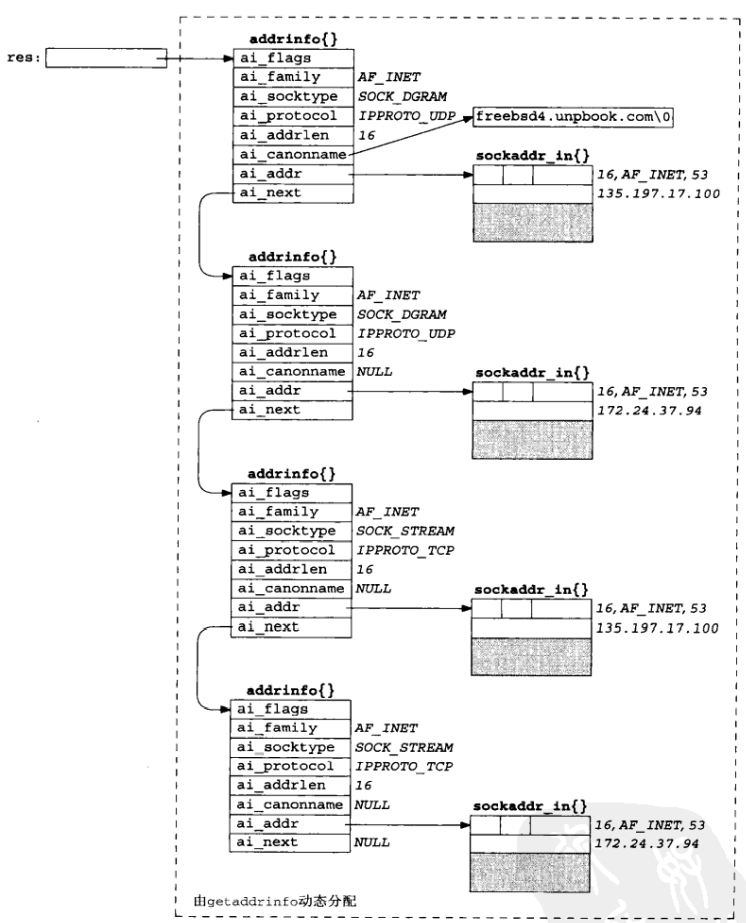 addrinfo{}
res:
ai_flags
ai_family AF_INET
ai_socktype SOCK_DGRAM
ai_protocol IPPROTO_UDP freebsd4.unpbook.com\0
ai_addrlen 16
ai_canonname
sockaddr_in{}
ai_addr 16, AF_INET, 53
ai_next 135.197.17.100
addrinfo{}
ai_flags
ai_family AF_INET
ai_socktype SOCK_DGRAM
ai_protocol IPPROTO_UDP
ai_addrlen 16
ai_canonname NULL
sockaddr_in{}
ai_addr 16, AF_INET, 53
ai_next 172.24.37.94
addrinfo{}
ai_flags
ai_family AF_INET
ai_socktype SOCK_STREAM
ai_protocol IPPROTO_TCP
ai_addrlen 16
ai_canonname NULL
sockaddr_in{}
ai_addr 16, AF_INET, 53
ai_next 135.197.17.100
addrinfo{}
ai_flags
ai_family AF_INET
ai_socktype SOCK_STREAM
ai_protocol IPPROTO_TCP
ai_addrlen 16
ai_canonname NULL
sockaddr_in{}
ai_addr 16, AF_INET, 53
ai_next NULL 172.24.37.94
由getaddrinfo动态分配